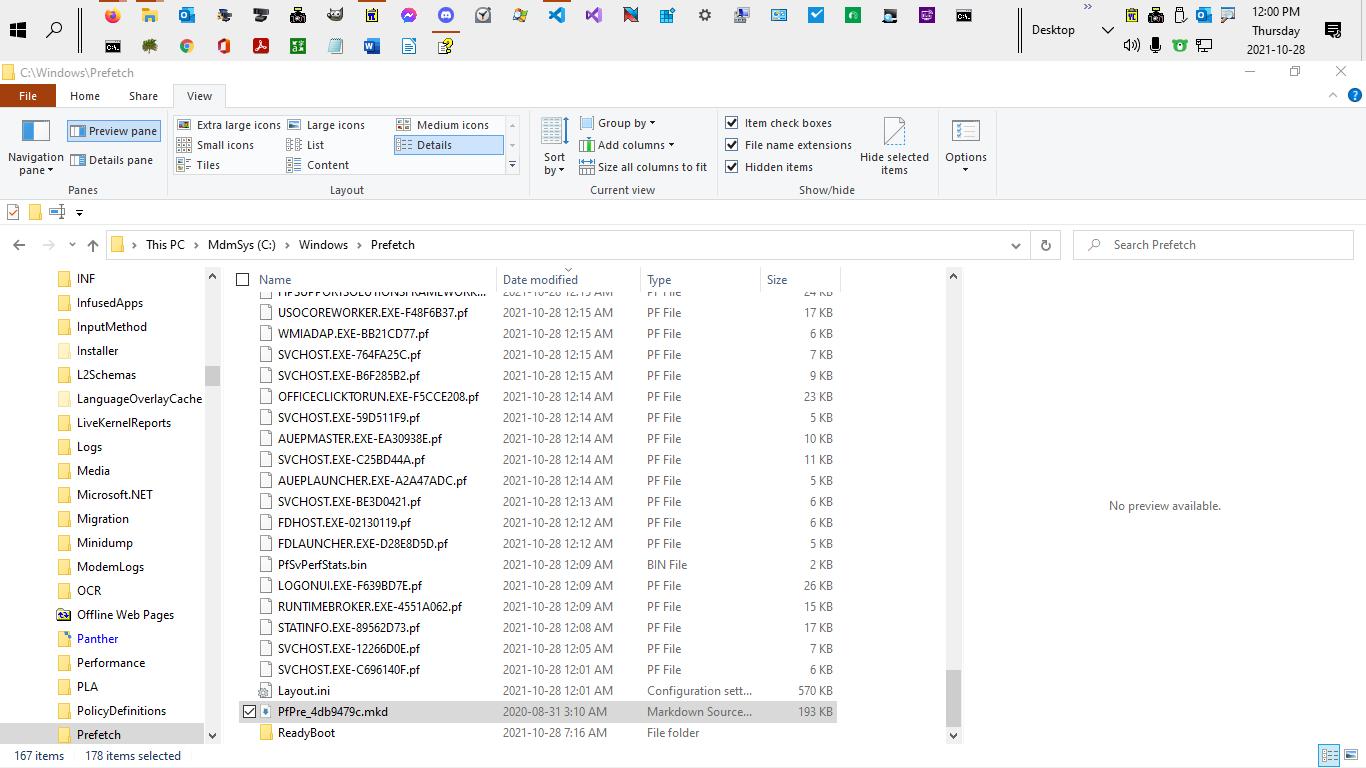 12:00 PM
Desktop
Thursday
2021-10-28
C:\Windows\Prefetch
File Home Share View
Navigation pane
Preview pane
Details pane
Panes
Extra large icons Large icons Medium icons
Small icons List Details
Tiles Content
Layout
Sort by
Group by
Add columns
Size all columns to fit
Current view
Item check boxes
File name extensions
Hidden items
Hide selected items
Show/hide
Options
This PC MdmSys (C:) Windows Prefetch
Search Prefetch
INF
InfusedApps
InputMethod
Installer
L2Schemas
LanguageOverlayCache
LiveKernelReports
Logs
Media
Microsoft.NET
Migration
Minidump
ModemLogs
OCR
Offline Web Pages
Panther
Performance
PLA
PolicyDefinitions
Prefetch
Name Date modified Type Size
USOCOREWORKER.EXE-F48F6B37.pf 2021-10-28 12:15 AM PF File 17 KB
WMIADAP.EXE-BB21CD77.pf 2021-10-28 12:15 AM PF File 6 KB
SVCHOST.EXE-764FA25C.pf 2021-10-28 12:15 AM PF File 7 KB
SVCHOST.EXE-B6F285B2.pf 2021-10-28 12:15 AM PF File 9 KB
OFFICECLICKTORUN.EXE-F5CCE208.pf 2021-10-28 12:14 AM PF File 23 KB
SVCHOST.EXE-59D511F9.pf 2021-10-28 12:14 AM PF File 5 KB
AUEPMASTER.EXE-EA30938E.pf 2021-10-28 12:14 AM PF File 10 KB
SVCHOST.EXE-C25BD44A.pf 2021-10-28 12:14 AM PF File 11 KB
AUEPLAUNCHER.EXE-A2A47ADC.pf 2021-10-28 12:14 AM PF File 5 KB
SVCHOST.EXE-BE3D0421.pf 2021-10-28 12:13 AM PF File 6 KB
FDHOST.EXE-02130119.pf 2021-10-28 12:12 AM PF File 6 KB
FDLAUNCHER.EXE-D28E8D5D.pf 2021-10-28 12:12 AM PF File 5 KB
PfSvPerfStats.bin 2021-10-28 12:09 AM BIN File 2 KB
LOGONUI.EXE-F639BD7E.pf 2021-10-28 12:09 AM PF File 26 KB
RUNTIMEBROKER.EXE-4551A062.pf 2021-10-28 12:09 AM PF File 15 KB
STATINFO.EXE-89562D73.pf 2021-10-28 12:08 AM PF File 17 KB
SVCHOST.EXE-12266D0E.pf 2021-10-28 12:05 AM PF File 7 KB
SVCHOST.EXE-C696140F.pf 2021-10-28 12:01 AM PF File 6 KB
Layout.ini 2021-10-28 12:01 AM Configuration sett... 570 KB
PfPre_4db9479c.mkd 2020-08-31 3:10 AM Markdown Source... 193 KB
ReadyBoot 2021-10-28 7:16 AM File folder
No preview available.
167 items 178 items selected